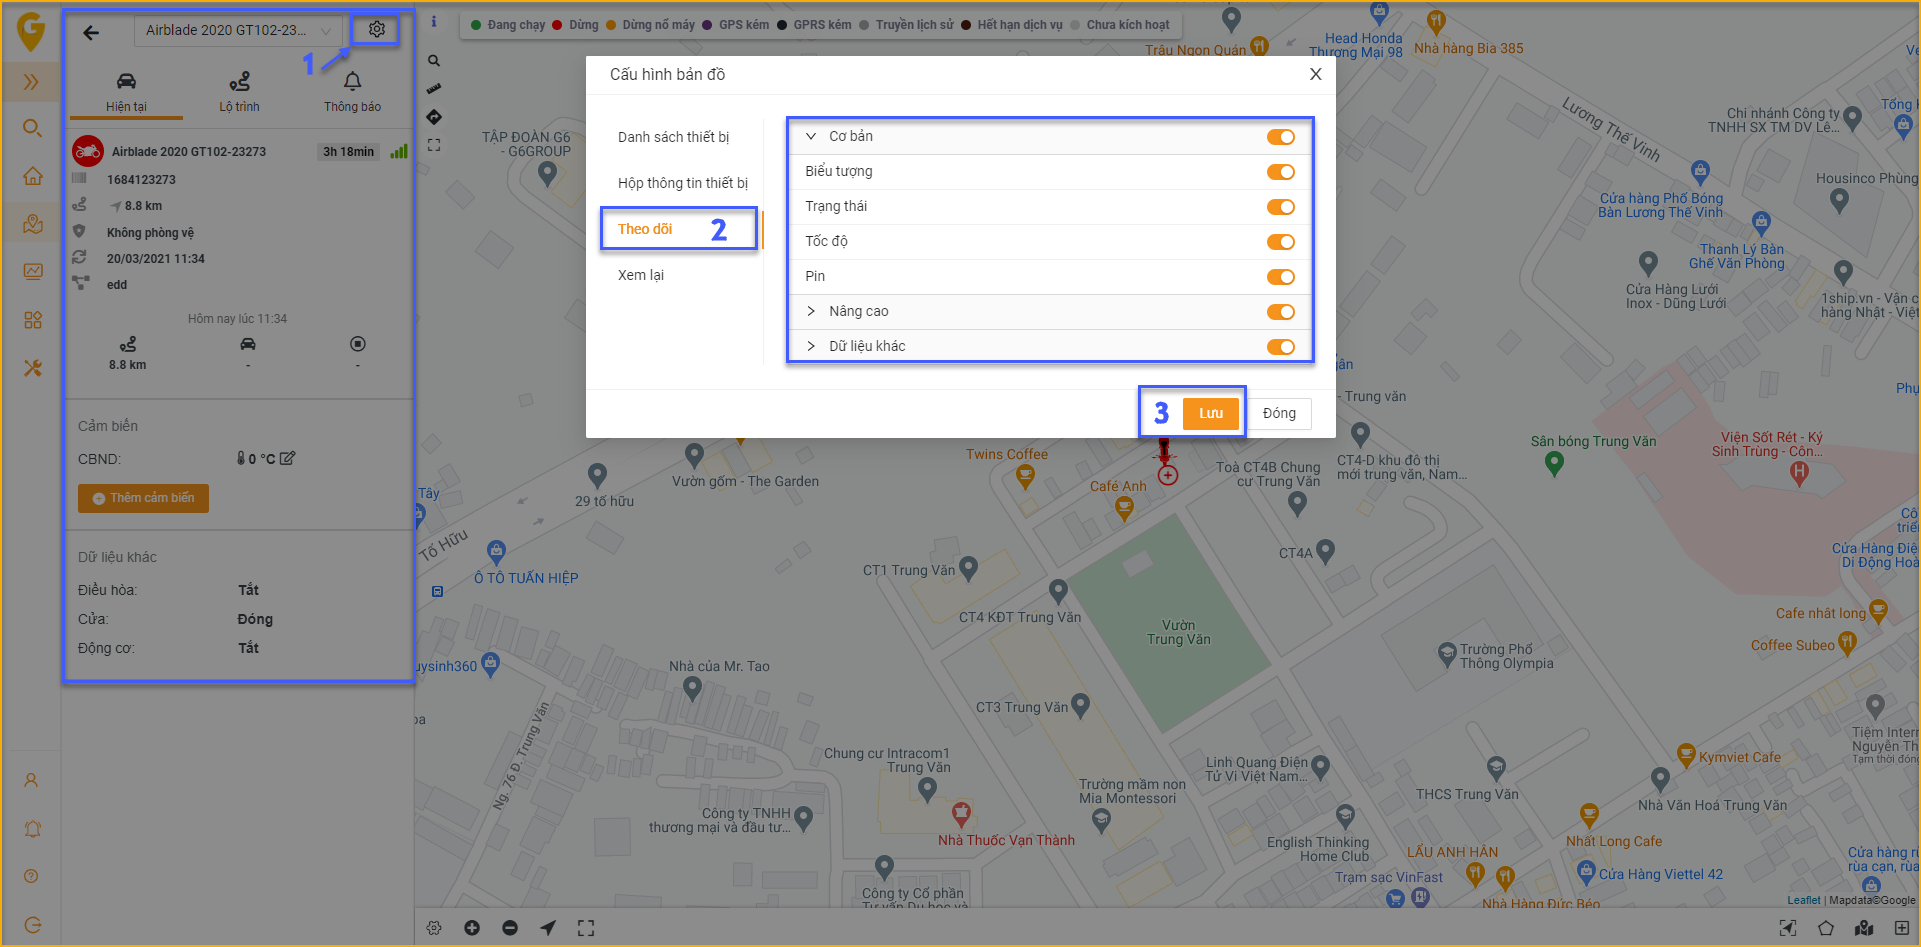 Airblade 2020 GT102-23...
1
Hiện tại
Lộ trình
Thông báo
Airblade 2020 GT102-23273
3h 18min
1684123273
8.8 km
Không phòng vệ
20/03/2021 11:34
edd
Hôm nay lúc 11:34
8.8 km
-
-
Cảm biến
CBND:
0 °C
Thêm cảm biến
Dữ liệu khác
Điều hòa:
Tắt
Cửa:
Đóng
Động cơ:
Tắt
Đang chạy
Dừng
Dừng nổ máy
GPS kém
GPRS kém
Truyền lịch sử
Hết hạn dịch vụ
Chưa kích hoạt
Cấu hình bản đồ
X
Danh sách thiết bị
Hộp thông tin thiết bị
Theo dõi
2
Xem lại
Cơ bản
Biểu tượng
Trạng thái
Tốc độ
Pin
Nâng cao
Dữ liệu khác
3
Lưu
Đóng
Trâu Ngon Quán
Head Honda
Thương Mại 98
Nhà hàng Bia 385
TẬP ĐOÀN G6
- G6GROUP
Lương Thế Vinh
Chi nhánh Công ty
TNHH SX TM DV Lê...
Housinco Phùng
Cửa hàng Phố Bóng
Bàn Lương Thế Vinh
Thanh Lý Bàn
Ghế Văn Phòng
Cửa Hàng Lưới
Inox - Dũng Lưới
1ship.vn - Vận c
hàng Nhật - Việt
- Trung văn
Twins Coffee
Vườn gốm - The Garden
29 tố hữu
Café Anh
Toà CT4B Chung
cư Trung Văn
CT4-D khu đô thị
mới trung văn, Nam...
Sân bóng Trung Văn
Viện Sốt Rét - Ký
Sinh Trùng - Côn...
Tây
Tố Hữu
Ô TÔ TUẤN HIỆP
CT1 Trung Văn
CT4A
CT4 KĐT Trung Văn
Vườn
Trung Văn
Cửa Hàng Điệ
Di Động Hoà
Cafe nhất long
Coffee Subeo
Trường Phổ
Thông Olympia
uysinh360
Nhà của Mr. Tao
CT3 Trung Văn
Ng. 76 Đ. Trung Văn
Chung cư Intracom1
Trung Văn
Linh Quang Điện
Tử Vi Việt Nam...
Tiệm Inter
Nguyễn Th
Tạm thời đóng
Kymviet Cafe
Trường mầm non
Mia Montessori
THCS Trung Văn
Nhà Văn Hoá Trung Văn
Công ty TNHH
thương mại và đầu tư...
Nhà Thuốc Vạn Thành
English Thinking
Home Club
Nhất Long Cafe
LẨU ANH HÂN
Cửa hàng rù
rùa cạn, rùa
Trạm sạc VinFast
Cửa Hàng Viettel 42
Công ty Cổ phần
Nhà Hàng Đức Béo
Leaflet | Mapdata©Google